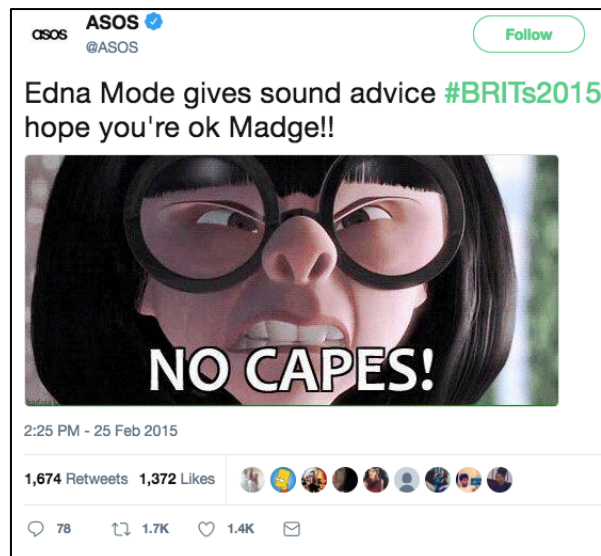 asos
ASOS
@ASOS
Follow
Edna Mode gives sound advice #BRITs2015
hope you're ok Madge!!
NO CAPES!
2:25 PM - 25 Feb 2015
1,674 Retweets 1,372 Likes
78 1.7K 1.4K